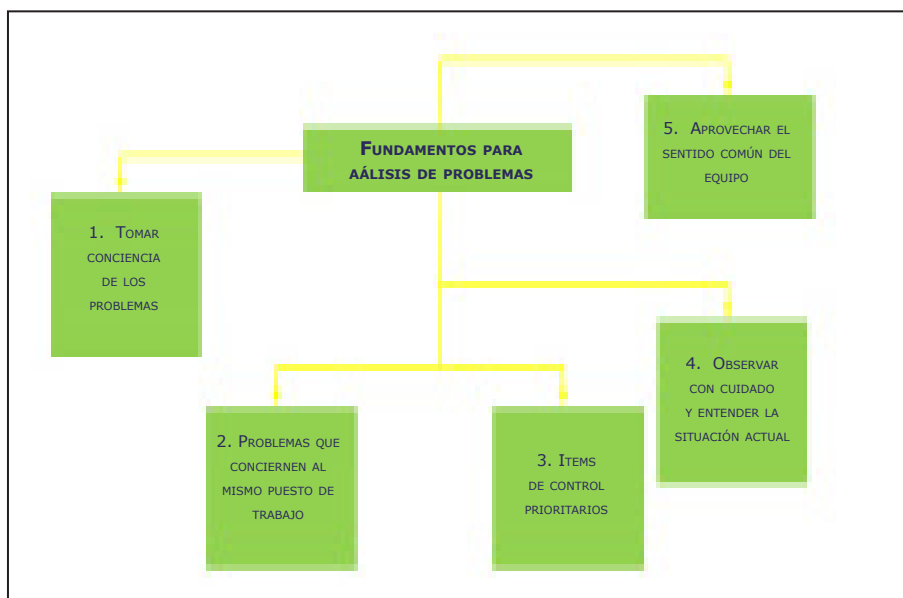 FUNDAMENTOS PARA
AÁLISIS DE PROBLEMAS
1. TOMAR
CONCIENCIA
DE LOS
PROBLEMAS
2. PROBLEMAS QUE
CONCIERNEN AL
MISMO PUESTO DE
TRABAJO
3. ITEMS
DE CONTROL
PRIORITARIOS
4. OBSERVAR
CON CUIDADO
Y ENTENDER LA
SITUACIÓN ACTUAL
5. APROVECHAR EL
SENTIDO COMÚN DEL
EQUIPO